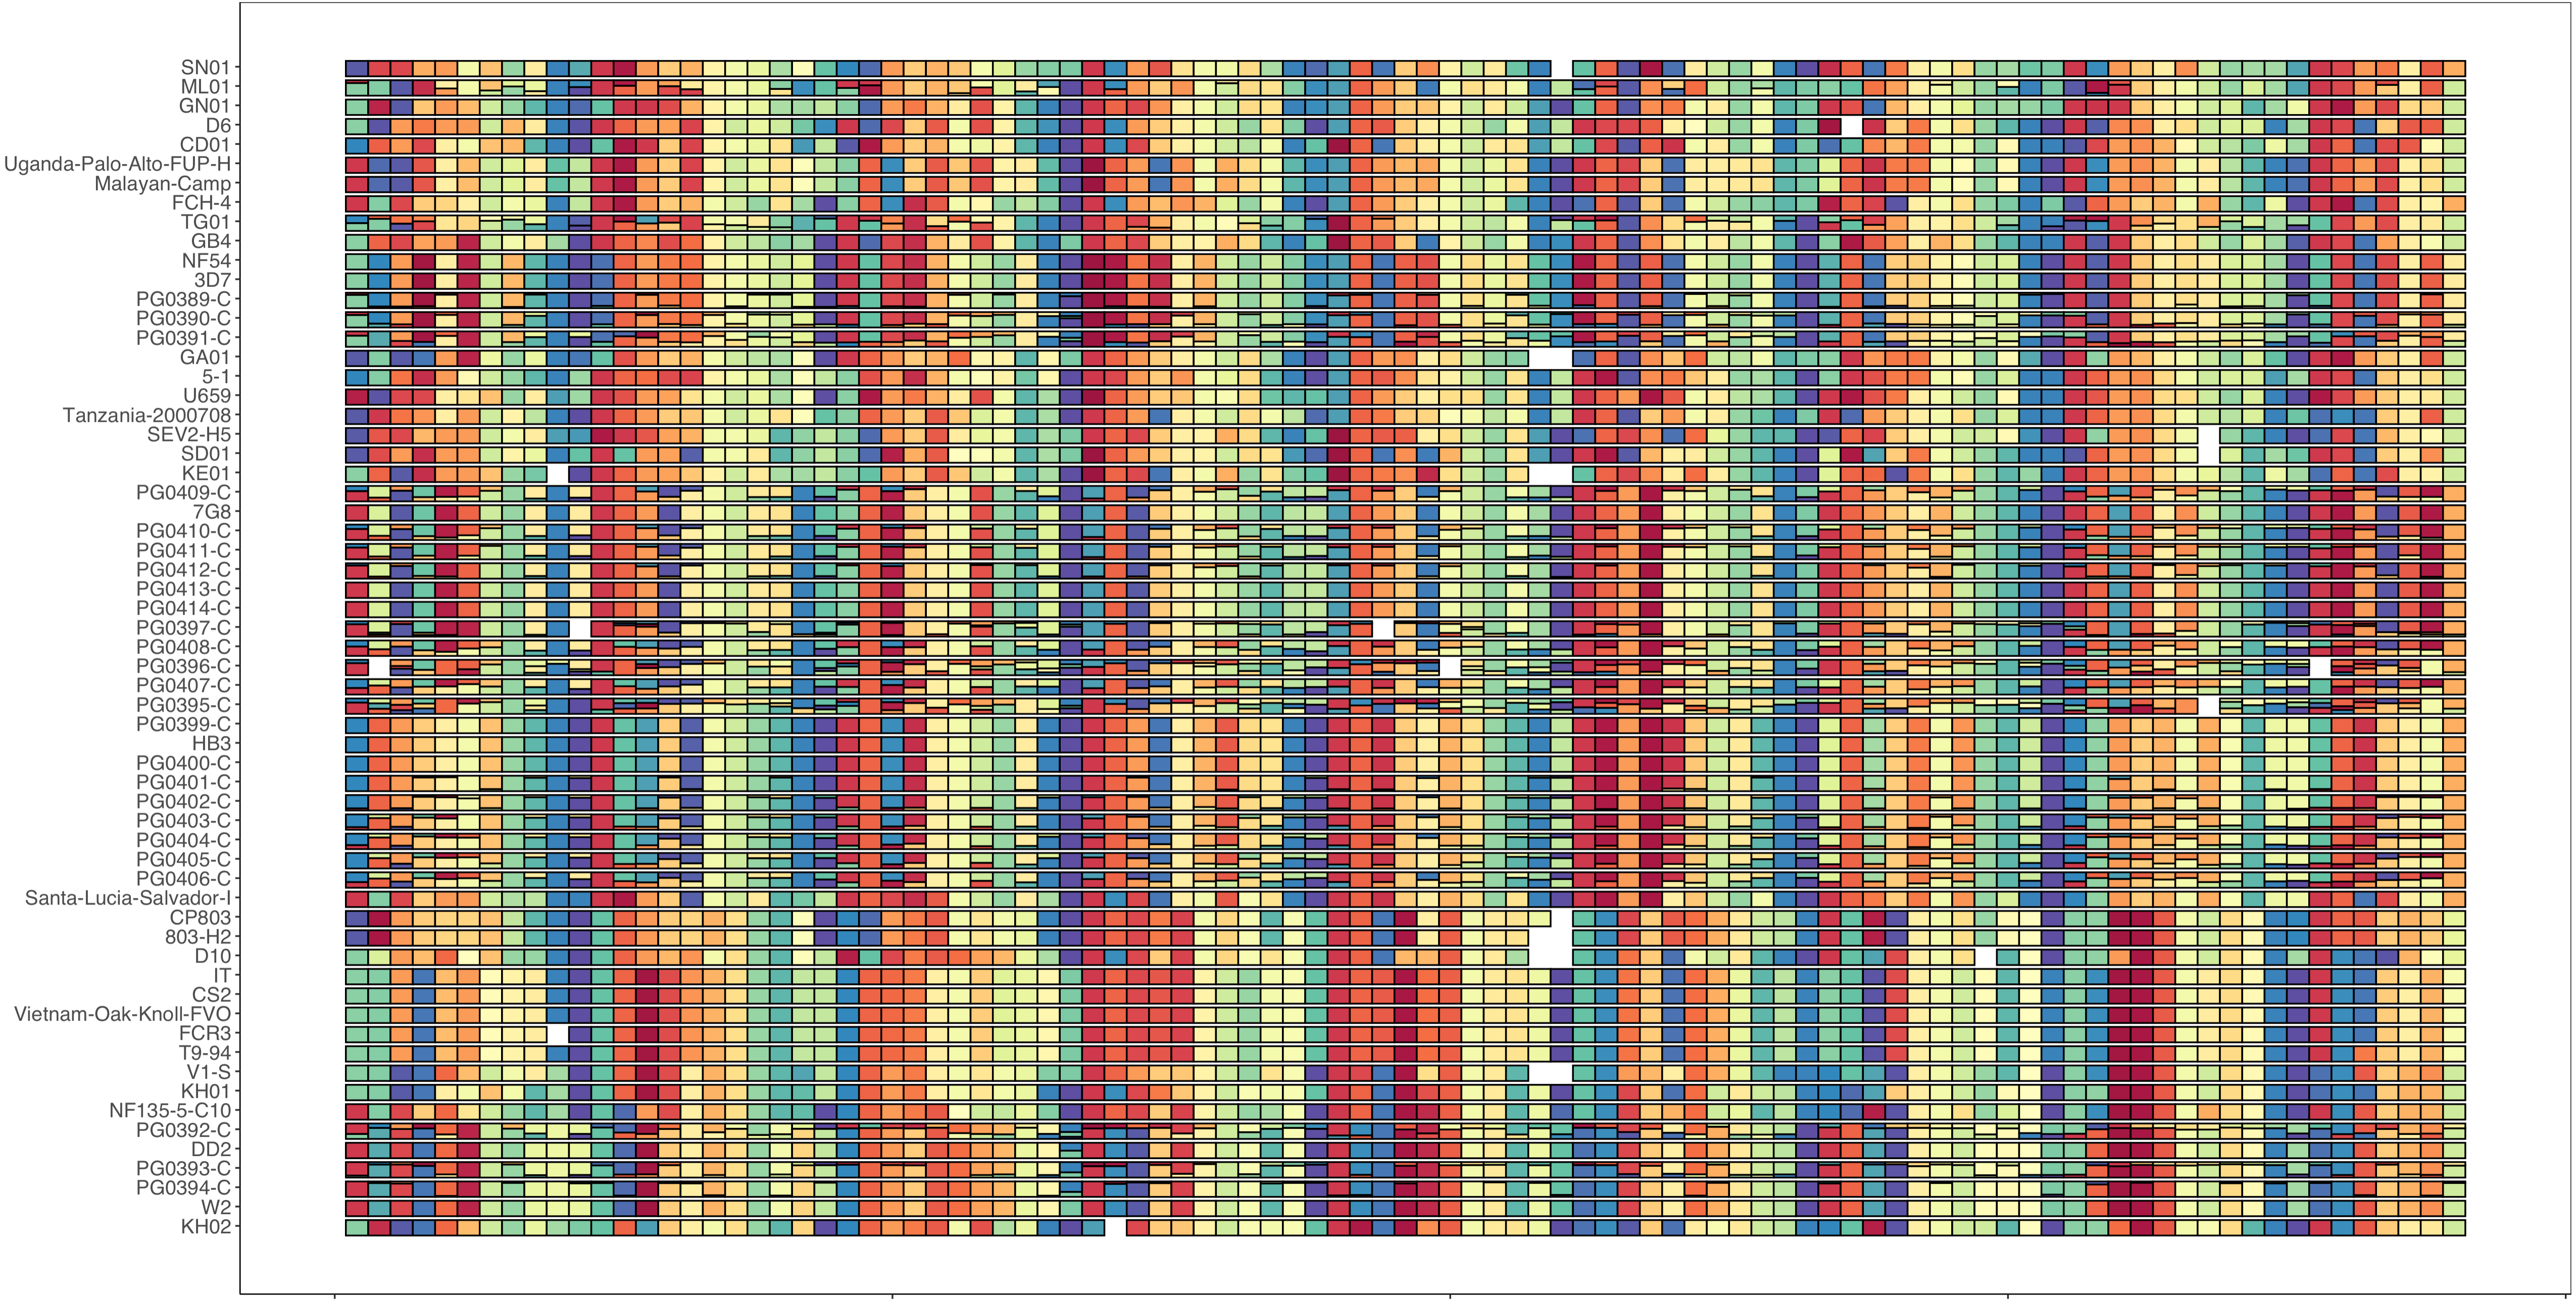 SN01
ML01
GN01
D6
CD01
Uganda-Palo-Alto-FUP-H
Malayan-Camp
FCH-4
TG01
GB4
NF54
3D7
PG0389-C
PG0390-C
PG0391-C
GA01
5-1
U659
Tanzania-2000708
SEV2-H5
SD01
KE01
PG0409-C
7G8
PG0410-C
PG0411-C
PG0412-C
PG0413-C
PG0414-C
PG0397-C
PG0408-C
PG0396-C
PG0407-C
PG0395-C
PG0399-C
HB3
PG0400-C
PG0401-C
PG0402-C
PG0403-C
PG0404-C
PG0405-C
PG0406-C
Santa-Lucia-Salvador-I
CP803
803-H2
D10
IT
CS2
Vietnam-Oak-Knoll-FVO
FCR3
T9-94
V1-S
KH01
NF135-5-C10
PG0392-C
DD2
PG0393-C
PG0394-C
W2
KH02